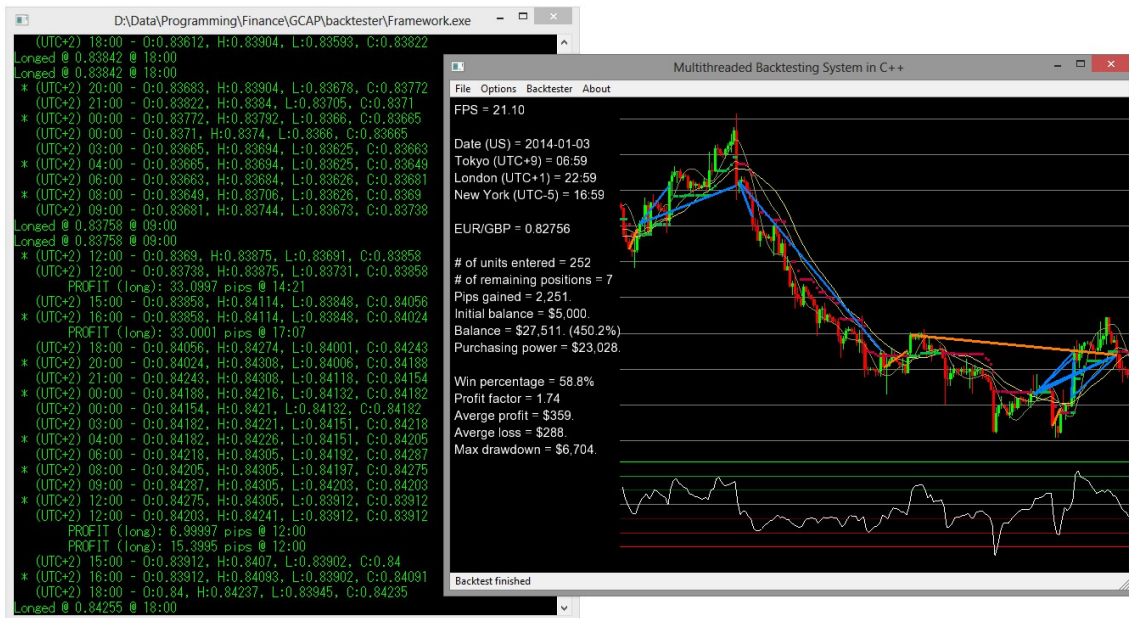 D:\Data\Programming\Finance\GCAP\backtester\Framework.exe
(UTC+2) 18:00 - O:0.83612, H:0.83904, L:0.83593, C:0.83822
Longed @ 0.83842 @ 18:00
Longed @ 0.83842 @ 18:00
* (UTC+2) 20:00 - O:0.83683, H:0.83904, L:0.83678, C:0.83772
(UTC+2) 21:00 - O:0.83822, H:0.8384, L:0.83705, C:0.8371
* (UTC+2) 00:00 - O:0.83772, H:0.83792, L:0.8366, C:0.83665
(UTC+2) 00:00 - O:0.8371, H:0.8374, L:0.8366, C:0.83665
(UTC+2) 03:00 - O:0.83665, H:0.83694, L:0.83625, C:0.83663
* (UTC+2) 04:00 - O:0.83665, H:0.83694, L:0.83625, C:0.83649
(UTC+2) 06:00 - O:0.83663, H:0.83684, L:0.83626, C:0.83681
* (UTC+2) 08:00 - O:0.83649, H:0.83706, L:0.83626, C:0.8369
(UTC+2) 09:00 - O:0.83681, H:0.83744, L:0.83673, C:0.83738
Longed @ 0.83758 @ 09:00
Longed @ 0.83758 @ 09:00
* (UTC+2) 12:00 - O:0.8369, H:0.83875, L:0.83691, C:0.83858
(UTC+2) 12:00 - O:0.83738, H:0.83875, L:0.83731, C:0.83858
PROFIT (long): 33.0997 pips @ 14:21
(UTC+2) 15:00 - O:0.83858, H:0.84114, L:0.83848, C:0.84056
* (UTC+2) 16:00 - O:0.83858, H:0.84114, L:0.83848, C:0.84024
PROFIT (long): 33.0001 pips @ 17:07
(UTC+2) 18:00 - O:0.84056, H:0.84274, L:0.84001, C:0.84243
* (UTC+2) 20:00 - O:0.84024, H:0.84308, L:0.84006, C:0.84188
(UTC+2) 21:00 - O:0.84243, H:0.84308, L:0.84118, C:0.84154
* (UTC+2) 00:00 - O:0.84188, H:0.84216, L:0.84132, C:0.84182
(UTC+2) 00:00 - O:0.84154, H:0.8421, L:0.84132, C:0.84182
(UTC+2) 03:00 - O:0.84182, H:0.84221, L:0.84151, C:0.84218
* (UTC+2) 04:00 - O:0.84182, H:0.84226, L:0.84151, C:0.84205
(UTC+2) 06:00 - O:0.84218, H:0.84305, L:0.84192, C:0.84287
* (UTC+2) 08:00 - O:0.84205, H:0.84305, L:0.84197, C:0.84275
(UTC+2) 09:00 - O:0.84287, H:0.84305, L:0.84203, C:0.84203
* (UTC+2) 12:00 - O:0.84275, H:0.84305, L:0.83912, C:0.83912
(UTC+2) 12:00 - O:0.84203, H:0.84241, L:0.83912, C:0.83912
PROFIT (long): 6.99997 pips @ 12:00
PROFIT (long): 15.3995 pips @ 12:00
(UTC+2) 15:00 - O:0.83912, H:0.8407, L:0.83902, C:0.84
* (UTC+2) 16:00 - O:0.83912, H:0.84093, L:0.83902, C:0.84091
(UTC+2) 18:00 - O:0.84, H:0.84237, L:0.83945, C:0.84235
Longed @ 0.84255 @ 18:00
Multithreaded Backtesting System in C++
File Options Backtester About
FPS = 21.10
Date (US) = 2014-01-03
Tokyo (UTC+9) = 06:59
London (UTC+1) = 22:59
New York (UTC-5) = 16:59
EUR/GBP = 0.82756
# of units entered = 252
# of remaining positions = 7
Pips gained = 2,251.
Initial balance = $5,000.
Balance = $27,511. (450.2%)
Purchasing power = $23,028.
Win percentage = 58.8%
Profit factor = 1.74
Averge profit = $359.
Averge loss = $288.
Max drawdown = $6,704.
Backtest finished